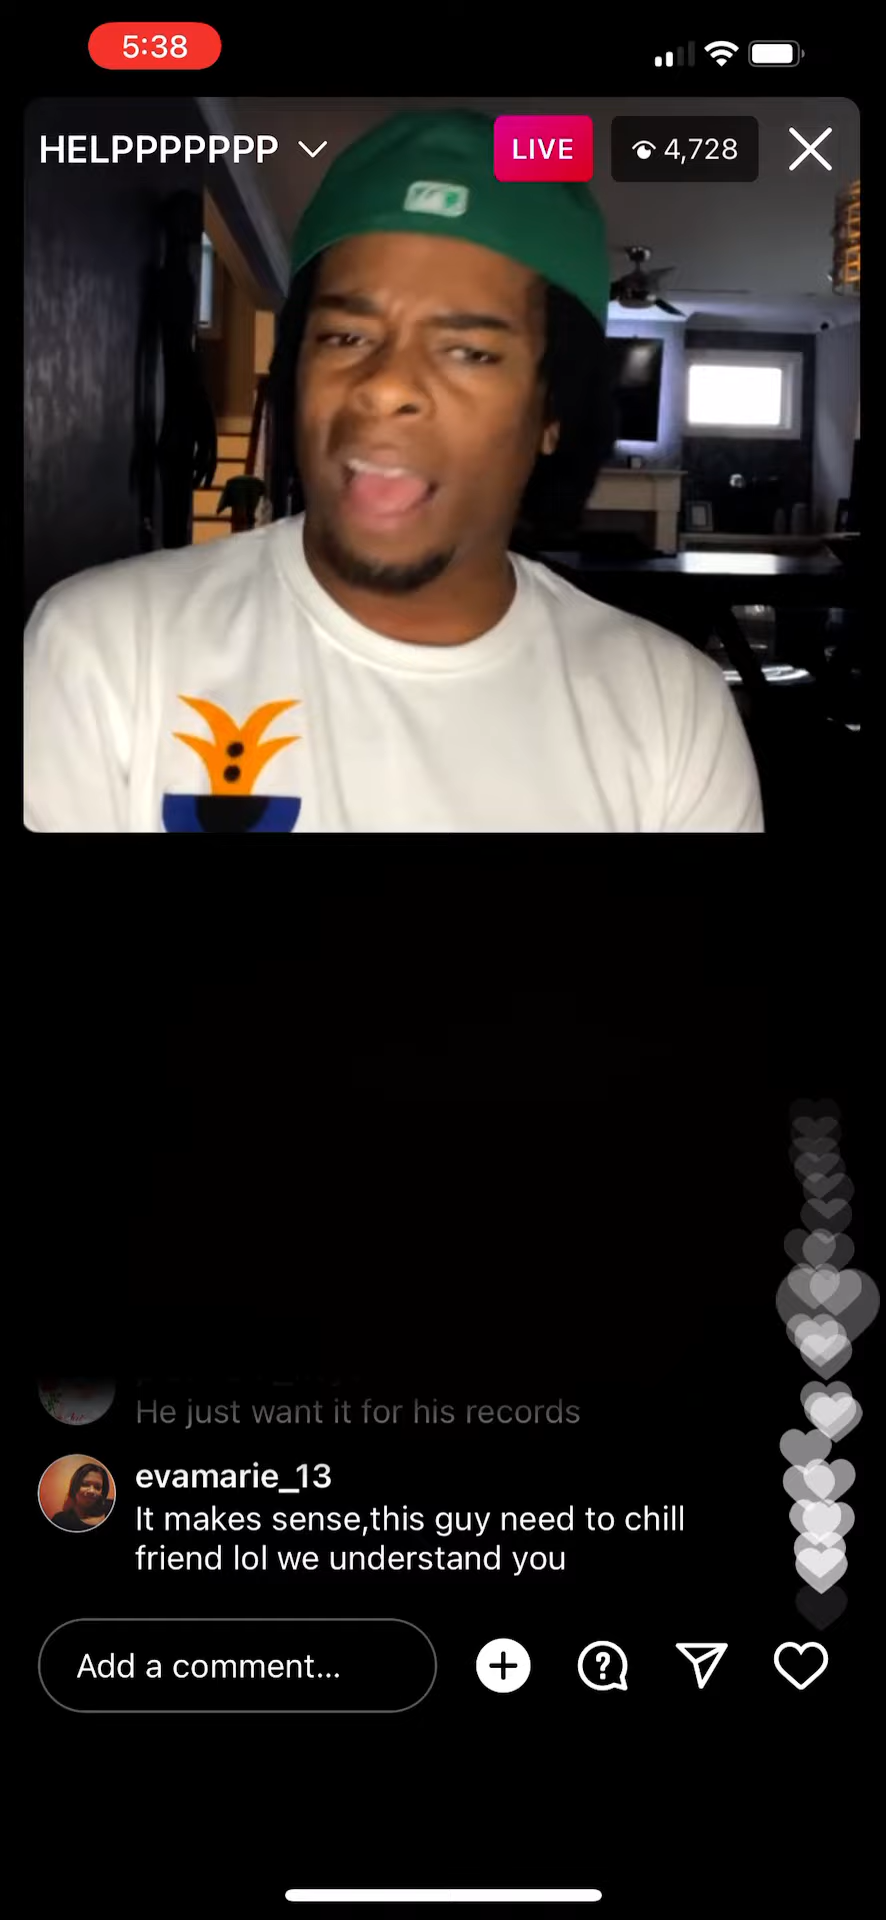 5:38
HELPPPPPPP
LIVE
4,728
He just want it for his records
evamarie_13
It makes sense,this guy need to chill
friend lol we understand you
Add a comment...